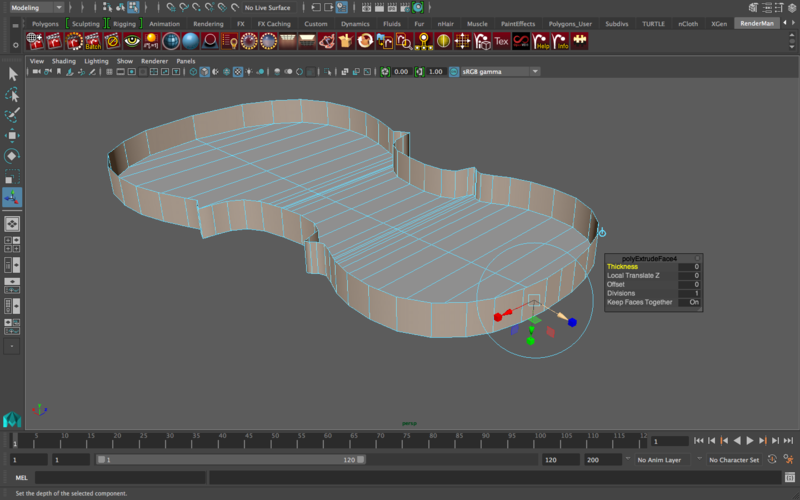 Modeling
No Live Surface
Polygons Sculpting Rigging Animation Rendering FX FX Caching Custom Dynamics Fluids Fur nHair Muscle PaintEffects Polygons_User Subdivs TURTLE nCloth XGen RenderMan
Batch Tex Help Info
View Shading Lighting Show Renderer Panels
0.00 1.00 sRGB gamma
polyExtrudeFace4
Thickness 0
Local Translate Z 0
Offset 0
Divisions 1
Keep Faces Together On
persp
1 5 10 15 20 25 30 35 40 45 50 55 60 65 70 75 80 85 90 95 100 105 110 115 12 1
1 1 1 120 120 200 No Anim Layer No Character Set
MEL
Set the depth of the selected component.